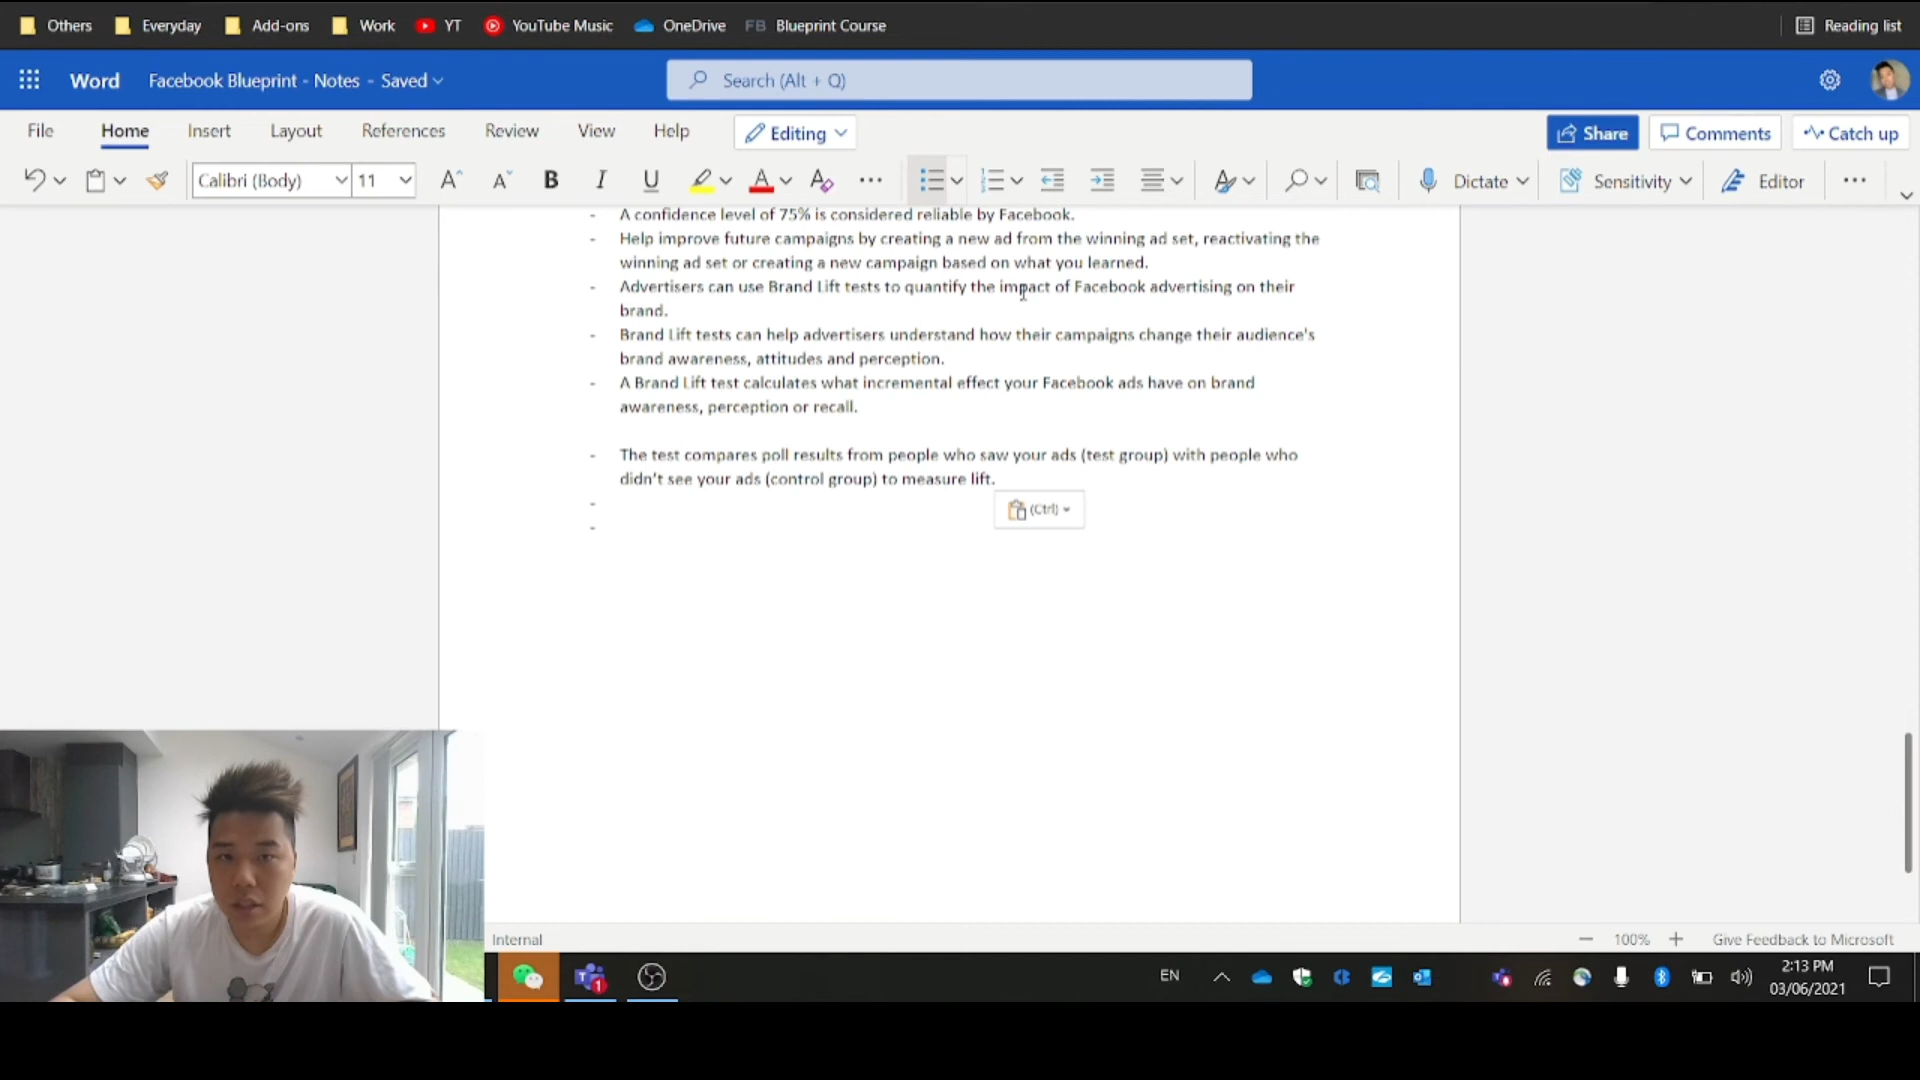 Others Everyday Add-ons Work YT YouTube Music OneDrive FB Blueprint Course Reading list
Word Facebook Blueprint - Notes - Saved Search (Alt + Q)
File Home Insert Layout References Review View Help Editing Share Comments Catch up
Calibri (Body) 11 A A B I U A A Dictate Sensitivity Editor
- A confidence level of 75% is considered reliable by Facebook.
- Help improve future campaigns by creating a new ad from the winning ad set, reactivating the
winning ad set or creating a new campaign based on what you learned.
- Advertisers can use Brand Lift tests to quantify the impact of Facebook advertising on their
brand.
- Brand Lift tests can help advertisers understand how their campaigns change their audience's
brand awareness, attitudes and perception.
- A Brand Lift test calculates what incremental effect your Facebook ads have on brand
awareness, perception or recall.
- The test compares poll results from people who saw your ads (test group) with people who
didn't see your ads (control group) to measure lift.
-
(Ctrl)
-
Internal 100% Give Feedback to Microsoft
EN 2:13 PM
03/06/2021